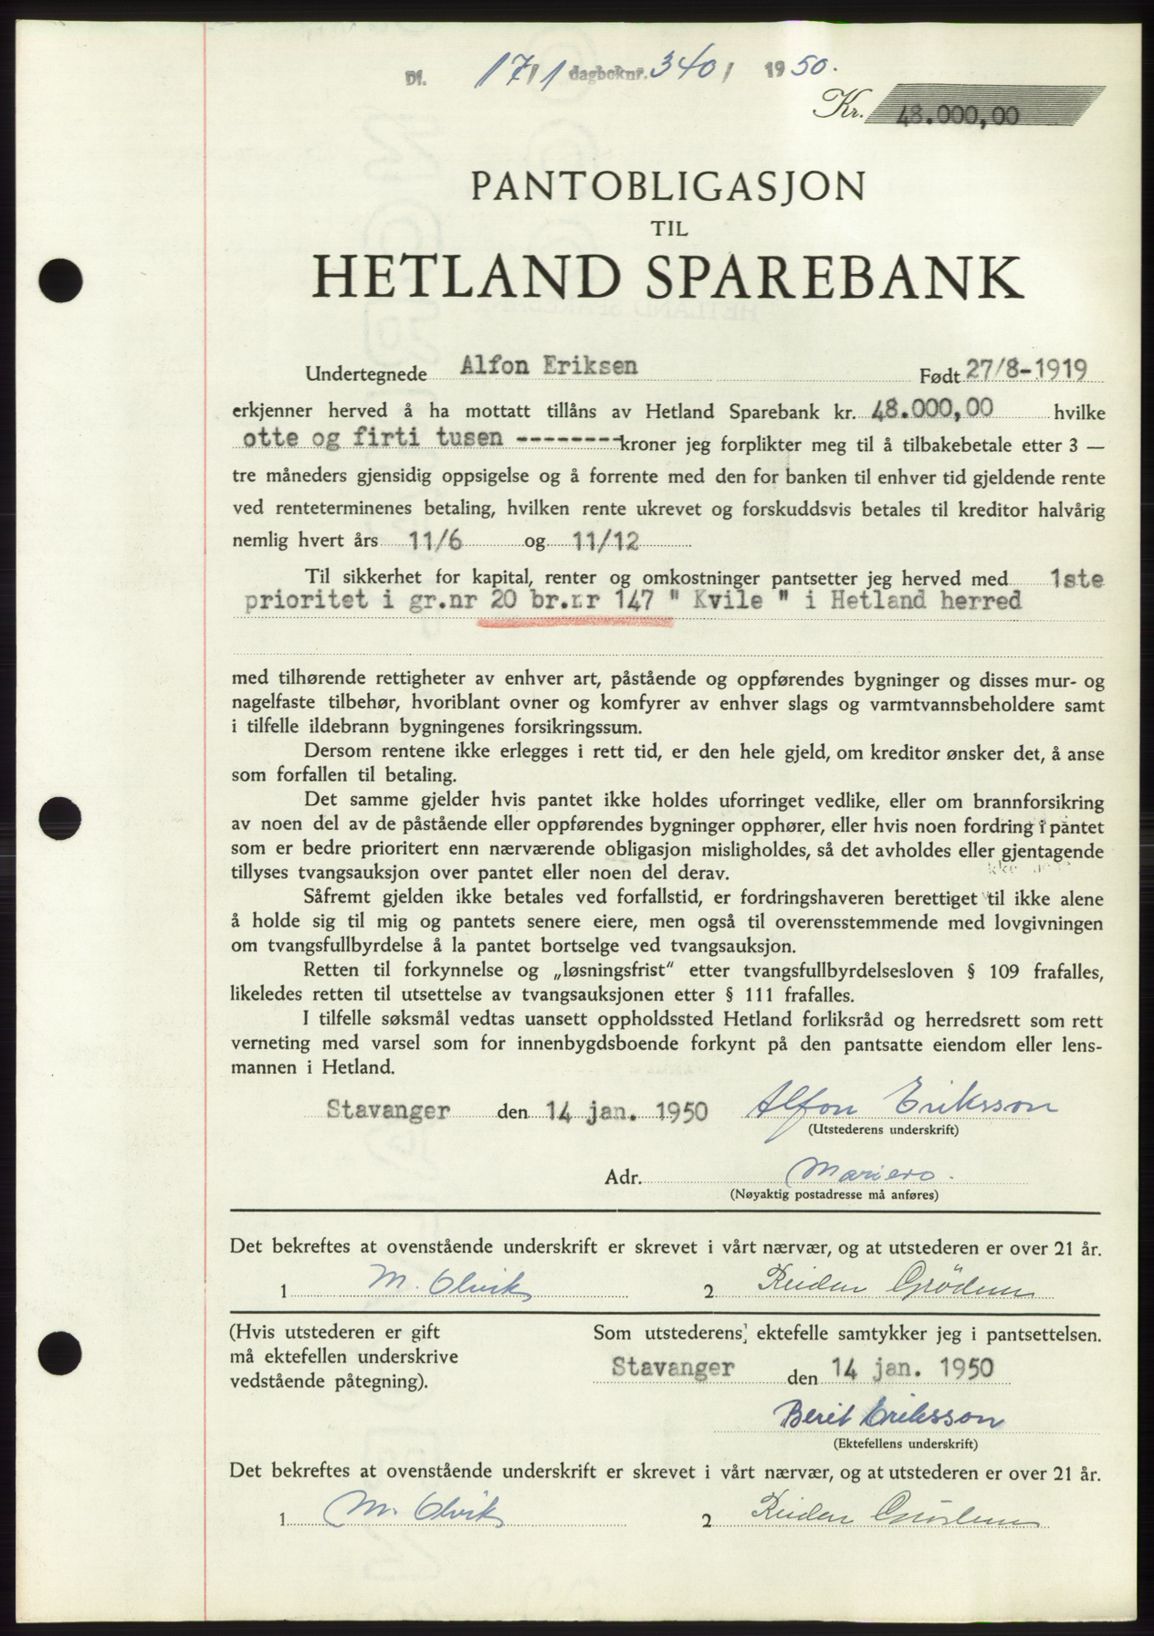 Df. 17/1 dagboknr. 340 / 1950.
Kr. 48.000,00
PANTOBLIGASJON
TIL
HETLAND SPAREBANK
Undertegnede Alfon Eriksen Født 27/8-1919
erkjenner herved å ha mottatt tillåns av Hetland Sparebank kr. 48.000,00 hvilke
otte og firti tusen --------kroner jeg forplikter meg til å tilbakebetale etter 3 —
tre måneders gjensidig oppsigelse og å forrente med den for banken til enhver tid gjeldende rente
ved renteterminenes betaling, hvilken rente ukrevet og forskuddsvis betales til kreditor halvårig
nemlig hvert års 11/6 og 11/12
Til sikkerhet for kapital, renter og omkostninger pantsetter jeg herved med 1ste
prioritet i gr.nr 20 br.nr 147 " Kvile " i Hetland herred
med tilhørende rettigheter av enhver art, påstående og oppførendes bygninger og disses mur- og
nagelfaste tilbehør, hvoriblant ovner og komfyrer av enhver slags og varmtvannsbeholdere samt
i tilfelle ildebrann bygningenes forsikringssum.
Dersom rentene ikke erlegges i rett tid, er den hele gjeld, om kreditor ønsker det, å anse
som forfallen til betaling.
Det samme gjelder hvis pantet ikke holdes uforringet vedlike, eller om brannforsikring
av noen del av de påstående eller oppførendes bygninger opphører, eller hvis noen fordring i pantet
som er bedre prioritert enn nærværende obligasjon misligholdes, så det avholdes eller gjentagende
tillyses tvangsauksjon over pantet eller noen del derav.
Såfremt gjelden ikke betales ved forfallstid, er fordringshaveren berettiget til ikke alene
å holde sig til mig og pantets senere eiere, men også til overensstemmende med lovgivningen
om tvangsfullbyrdelse å la pantet bortselge ved tvangsauksjon.
Retten til forkynnelse og „løsningsfrist“ etter tvangsfullbyrdelsesloven § 109 frafalles,
likeledes retten til utsettelse av tvangsauksjonen etter § 111 frafalles.
I tilfelle søksmål vedtas uansett oppholdssted Hetland forliksråd og herredsrett som rett
verneting med varsel som for innenbygdsboende forkynt på den pantsatte eiendom eller lens-
mannen i Hetland.
Stavanger den 14 jan. 1950 Alfon Eriksson
(Utstederens underskrift)
Adr. Mariero.
(Nøyaktig postadresse må anføres)
Det bekreftes at ovenstående underskrift er skrevet i vårt nærvær, og at utstederen er over 21 år.
1 M. Olvik 2 Reidun Grödem
(Hvis utstederen er gift
må ektefellen underskrive
vedstående påtegning).
Som utstederens ektefelle samtykker jeg i pantsettelsen.
Stavanger den 14 jan. 1950
Berit Eriksson
(Ektefellens underskrift)
Det bekreftes at ovenstående underskrift er skrevet i vårt nærvær, og at utstederen er over 21 år.
1 M. Olvik 2 Reidun Grödem